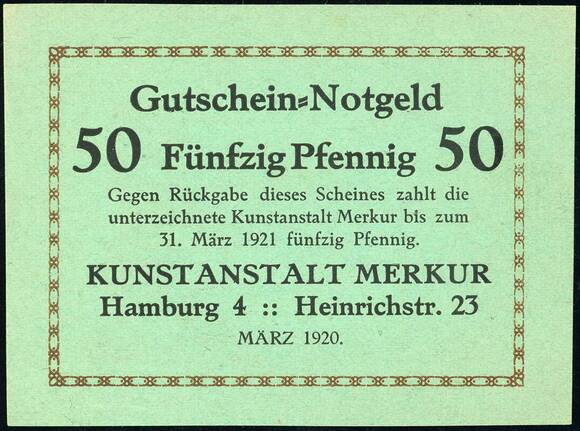 Gutschein=Notgeld
50 Fünfzig Pfennig 50
Gegen Rückgabe dieses Scheines zahlt die
unterzeichnete Kunstanstalt Merkur bis zum
31. März 1921 fünfzig Pfennig.
KUNSTANSTALT MERKUR
Hamburg 4 :: Heinrichstr. 23
MÄRZ 1920.